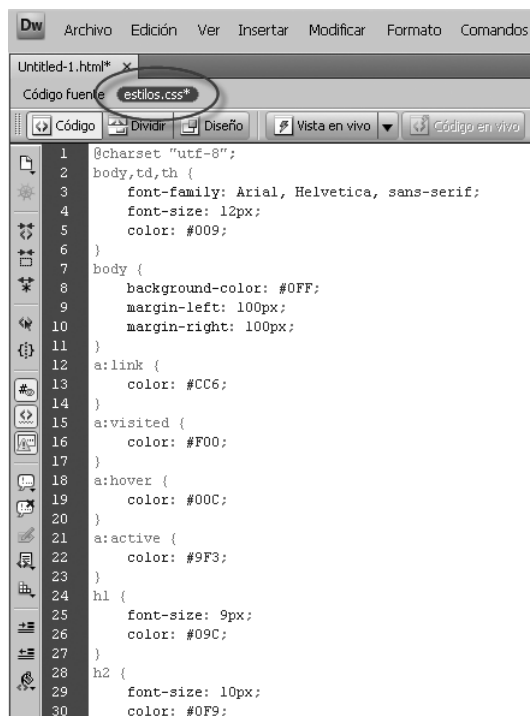 Dw Archivo Edición Ver Insertar Modificar Formato Comandos
Untitled-1.html* ×
Código fuente estilos.css*
Código Dividir Diseño Vista en vivo Código en vivo
1 @charset "utf-8";
2 body,td,th {
3 font-family: Arial, Helvetica, sans-serif;
4 font-size: 12px;
5 color: #009;
6 }
7 body {
8 background-color: #0FF;
9 margin-left: 100px;
10 margin-right: 100px;
11 }
12 a:link {
13 color: #CC6;
14 }
15 a:visited {
16 color: #F00;
17 }
18 a:hover {
19 color: #00C;
20 }
21 a:active {
22 color: #9F3;
23 }
24 h1 {
25 font-size: 9px;
26 color: #09C;
27 }
28 h2 {
29 font-size: 10px;
30 color: #0F9;